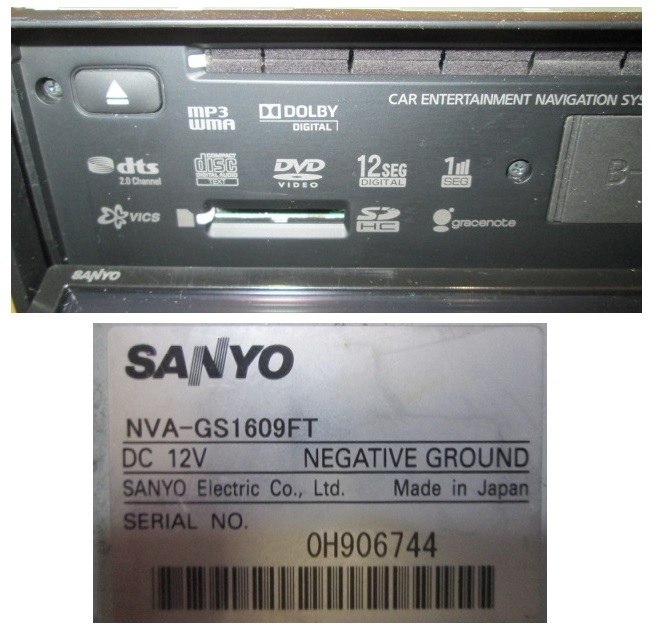 CAR ENTERTAINMENT NAVIGATION SYS
MP3
WMA
DOLBY
DIGITAL
dts
2.0 Channel
COMPACT
disc
DIGITAL AUDIO
TEXT
DVD
VIDEO
12SEG
DIGITAL
1
SEG
B
VICS
SD
HC
gracenote
SANYO
SANYO
NVA-GS1609FT
DC 12V NEGATIVE GROUND
SANYO Electric Co., Ltd. Made in Japan
SERIAL NO.
0H906744